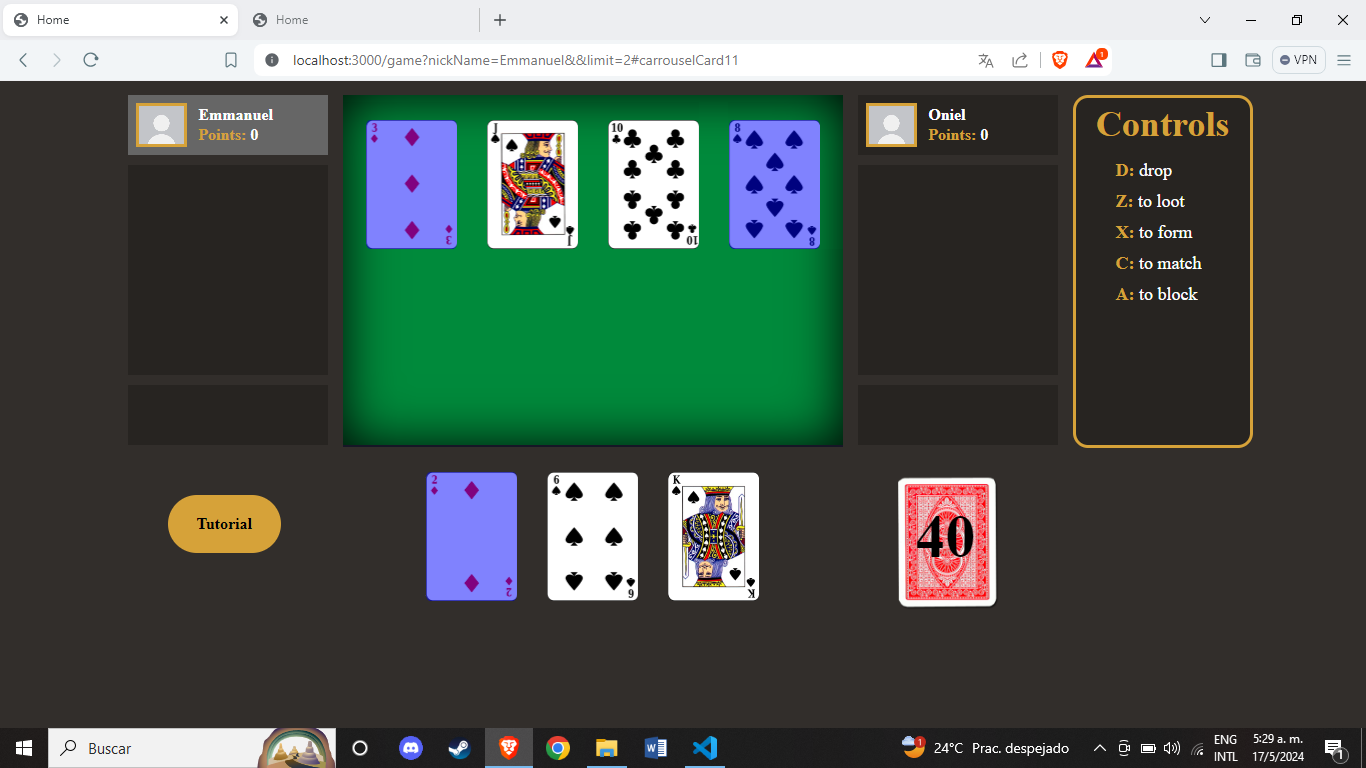 Home
Home
localhost:3000/game?nickName=Emmanuel&&limit=2#carrouselCard11
1
VPN
Emmanuel
Points: 0
3
3
J
J
10
10
8
8
Oniel
Points: 0
Controls
D: drop
Z: to loot
X: to form
C: to match
A: to block
Tutorial
2
2
6
6
K
K
40
Buscar
1
24°C Prac. despejado
ENG
INTL
5:29 a. m.
17/5/2024
1